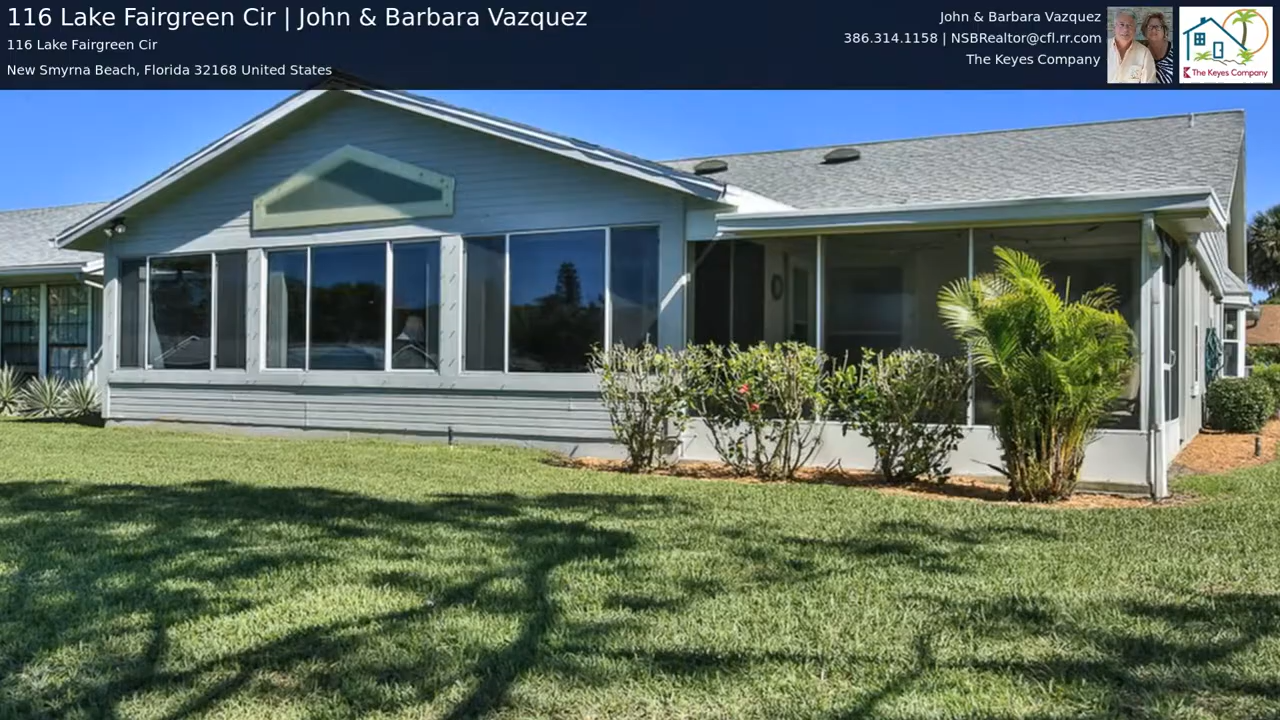 116 Lake Fairgreen Cir | John & Barbara Vazquez
116 Lake Fairgreen Cir
New Smyrna Beach, Florida 32168 United States
John & Barbara Vazquez
386.314.1158 | NSBRealtor@cfl.rr.com
The Keyes Company
The Keyes Company